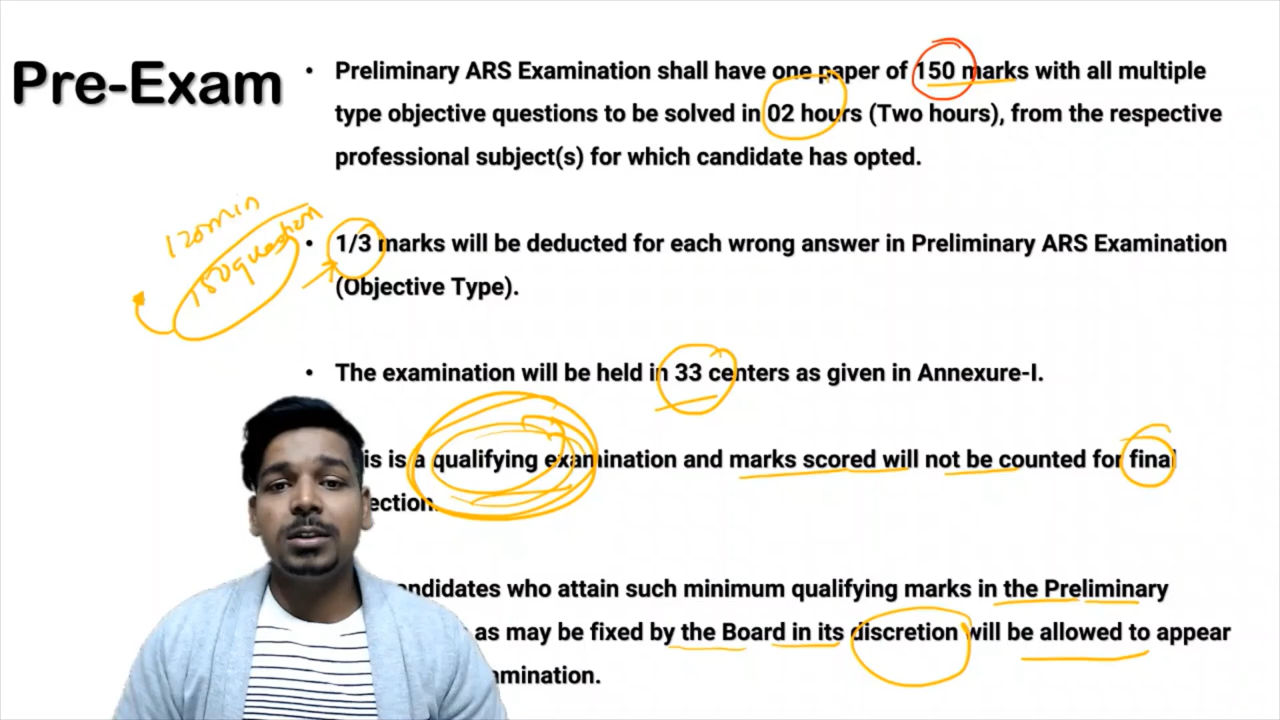 Pre-Exam
• Preliminary ARS Examination shall have one paper of 150 marks with all multiple
type objective questions to be solved in 02 hours (Two hours), from the respective
professional subject(s) for which candidate has opted.
120min
150question
• 1/3 marks will be deducted for each wrong answer in Preliminary ARS Examination
(Objective Type).
• The examination will be held in 33 centers as given in Annexure-I.
is is a qualifying examination and marks scored will not be counted for final
ection.
ndidates who attain such minimum qualifying marks in the Preliminary
as may be fixed by the Board in its discretion will be allowed to appear
amination.